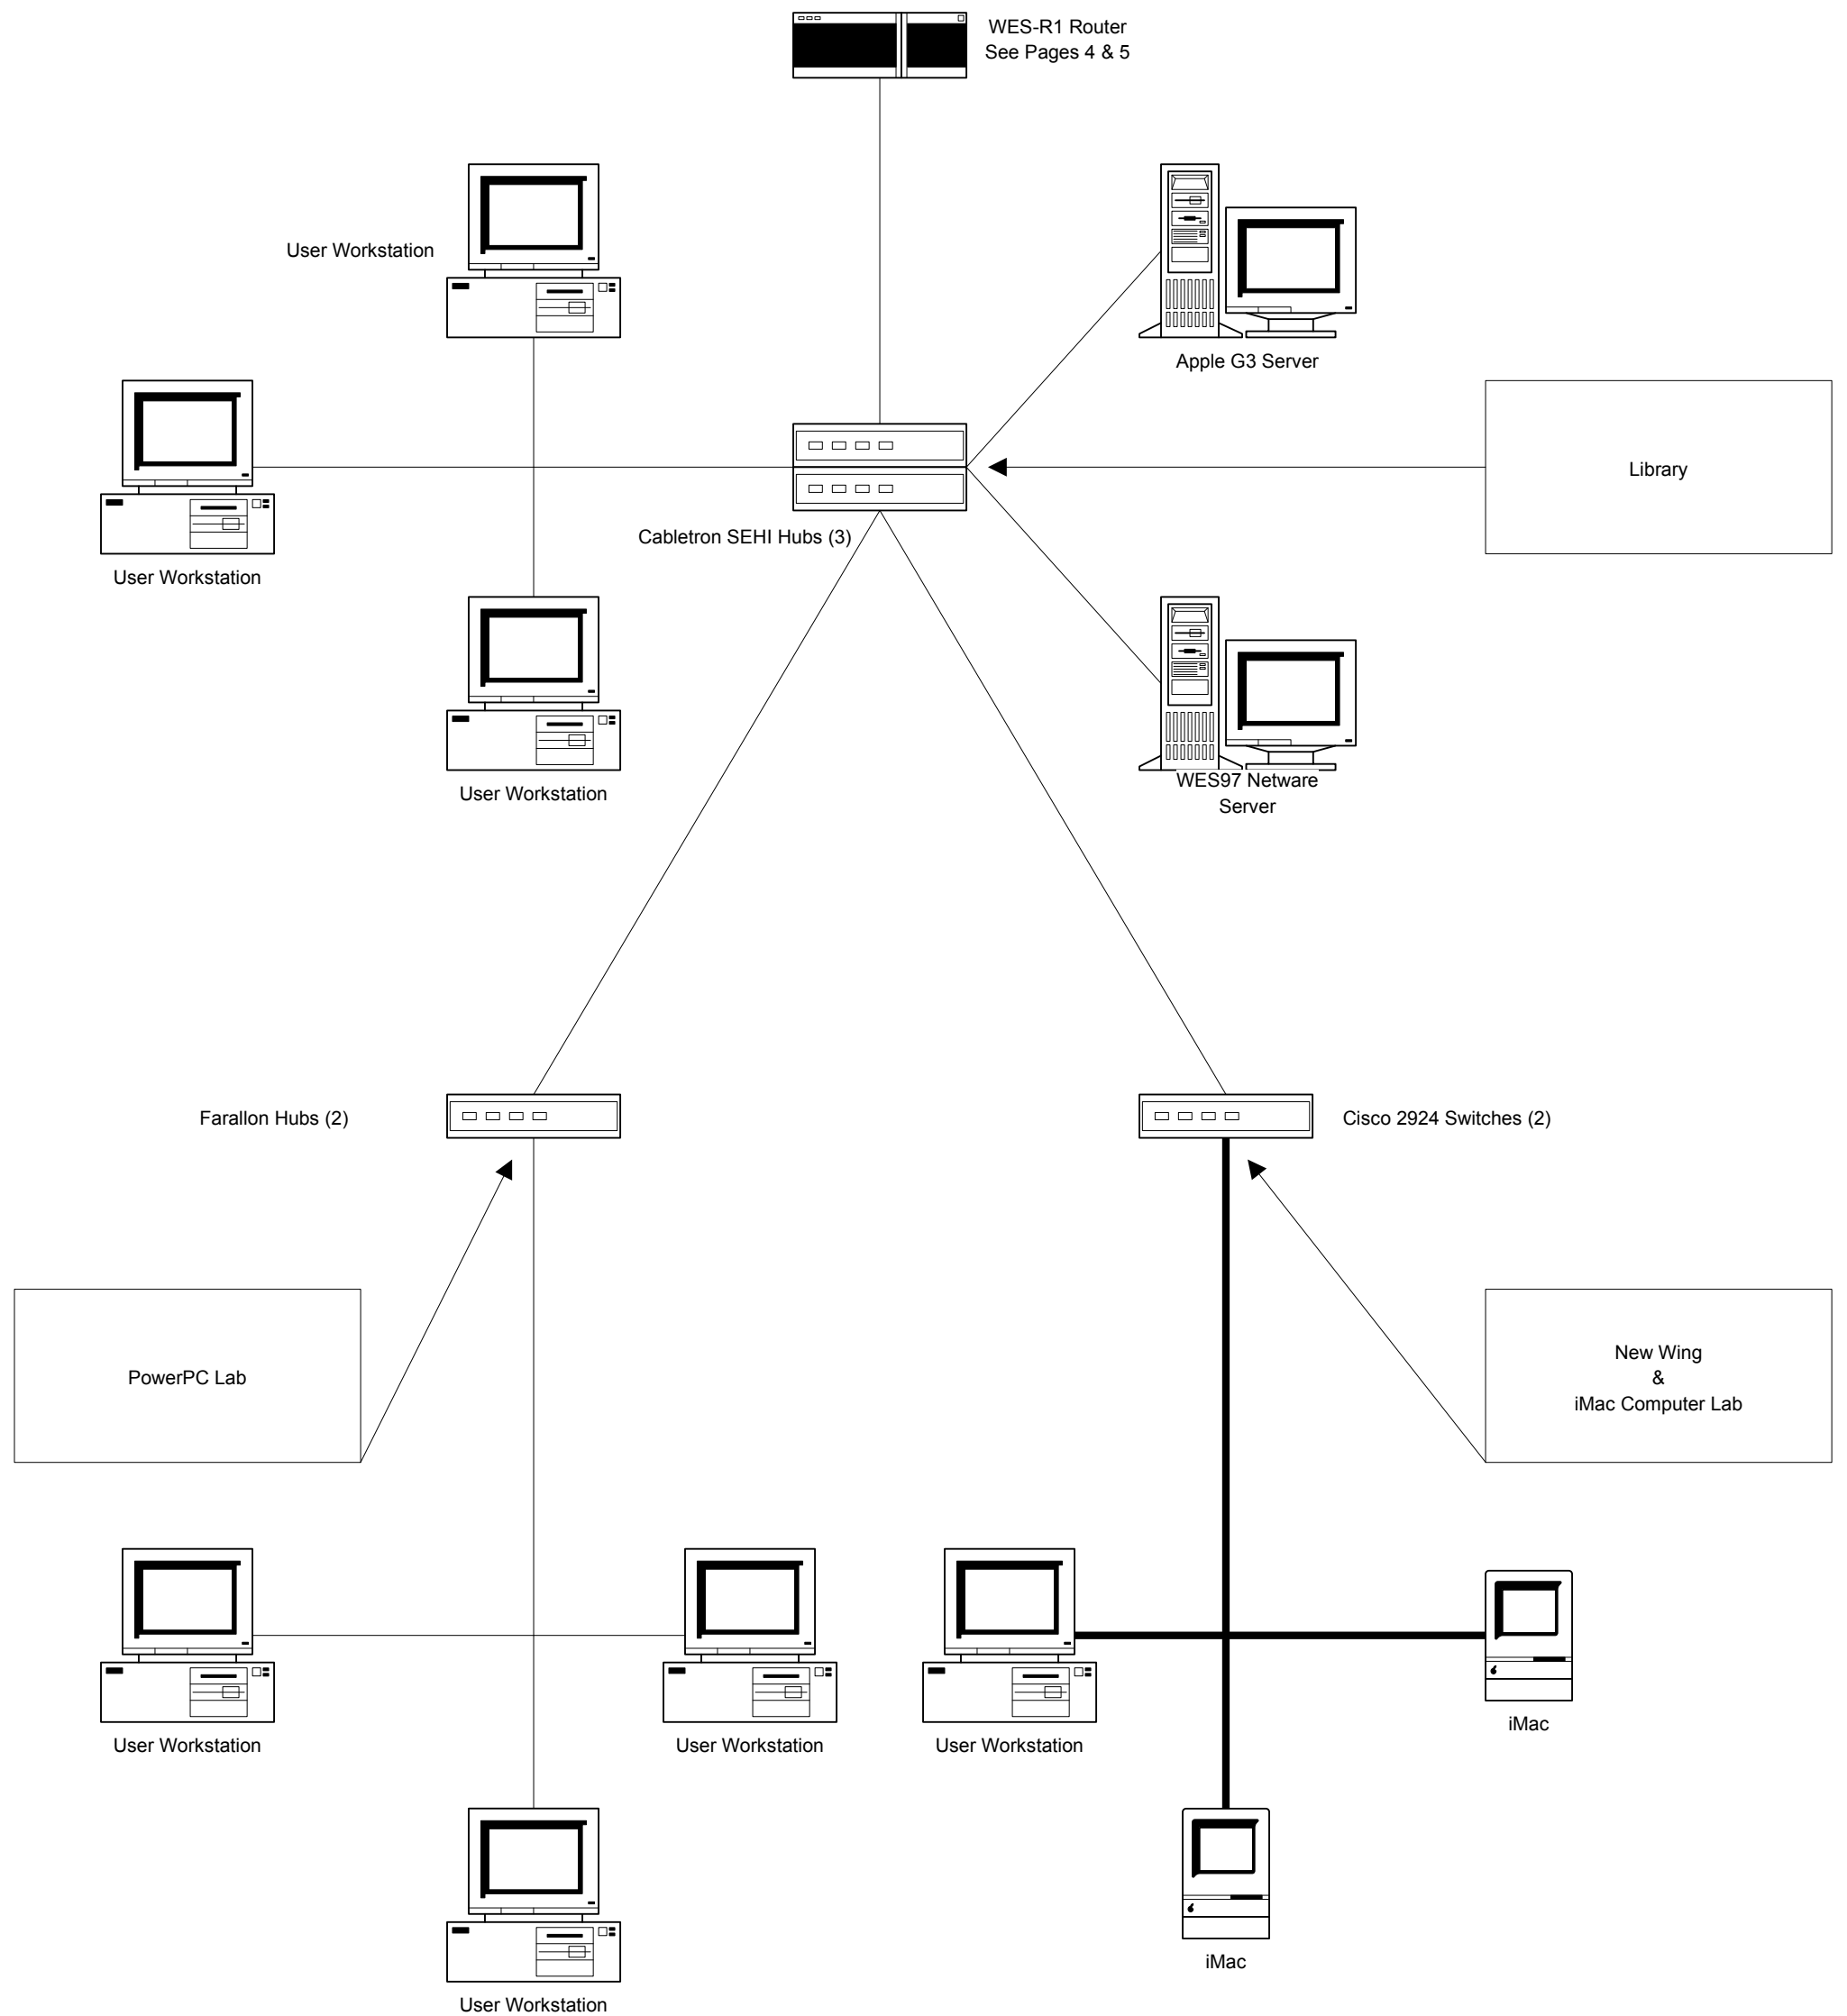 WES-R1 Router
See Pages 4 & 5
User Workstation
Apple G3 Server
Library
Cabletron SEHI Hubs (3)
User Workstation
User Workstation
WES97 Netware
Server
Farallon Hubs (2)
Cisco 2924 Switches (2)
PowerPC Lab
New Wing
&
iMac Computer Lab
User Workstation
User Workstation
User Workstation
iMac
iMac
User Workstation